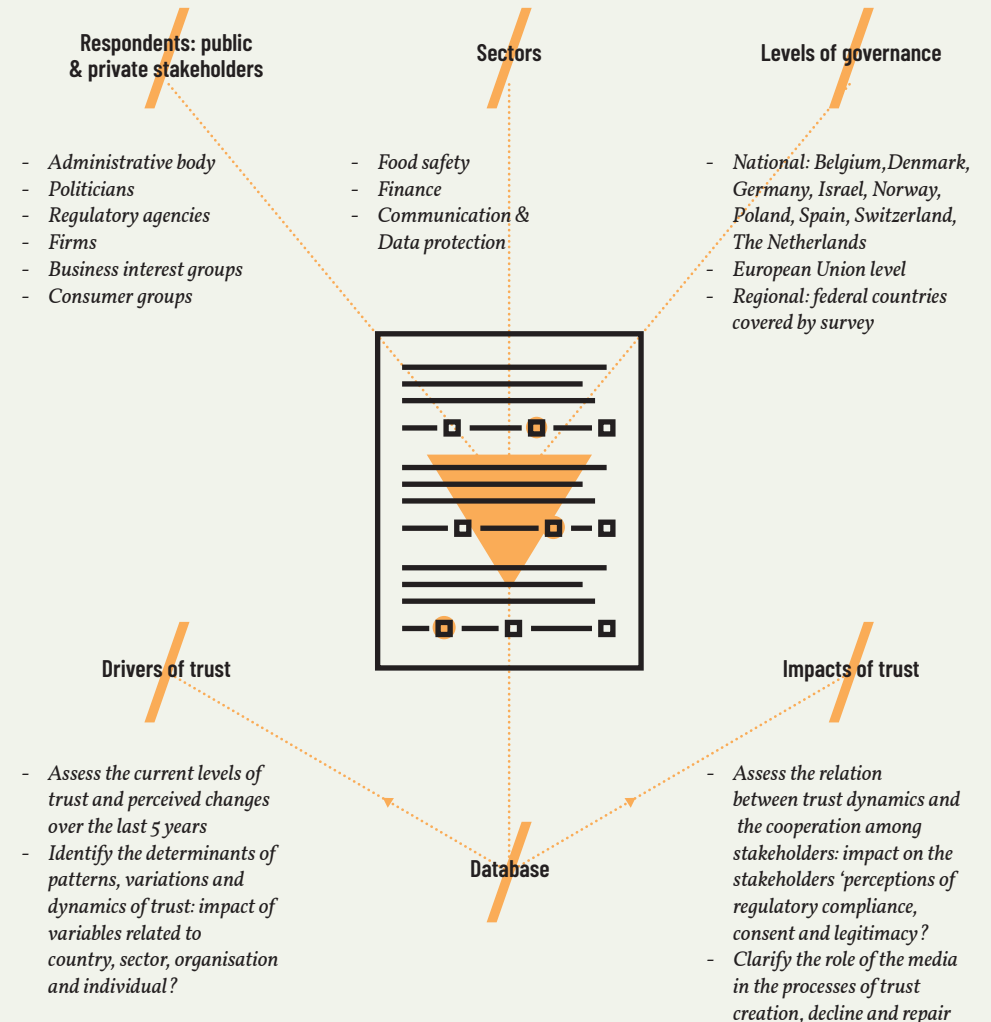 Respondents: public
& private stakeholders
- Administrative body
- Politicians
- Regulatory agencies
- Firms
- Business interest groups
- Consumer groups
Sectors
- Food safety
- Finance
- Communication &
Data protection
Levels of governance
- National: Belgium,Denmark,
Germany, Israel, Norway,
Poland, Spain, Switzerland,
The Netherlands
- European Union level
- Regional: federal countries
covered by survey
Drivers of trust
- Assess the current levels of
trust and perceived changes
over the last 5 years
- Identify the determinants of
patterns, variations and
dynamics of trust: impact of
variables related to
country, sector, organisation
and individual?
Database
Impacts of trust
- Assess the relation
between trust dynamics and
the cooperation among
stakeholders: impact on the
stakeholders ‘perceptions of
regulatory compliance,
consent and legitimacy?
- Clarify the role of the media
in the processes of trust
creation, decline and repair